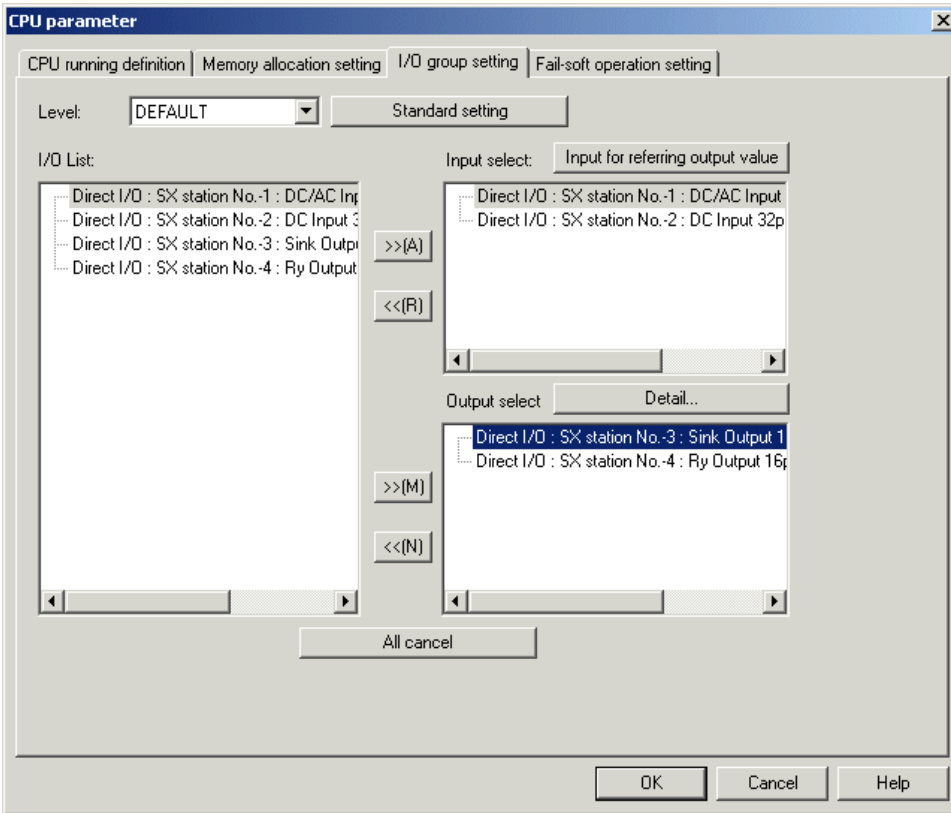 CPU parameter
CPU running definition Memory allocation setting I/O group setting Fail-soft operation setting
Level: DEFAULT Standard setting
I/O List: Input select: Input for referring output value
Direct I/O : SX station No.-1 : DC/AC Inp
Direct I/O : SX station No.-2 : DC Input 3
Direct I/O : SX station No.-3 : Sink Outpu
Direct I/O : SX station No.-4 : Ry Output
>>(A)
<<(R)
Direct I/O : SX station No.-1 : DC/AC Input
Direct I/O : SX station No.-2 : DC Input 32p
Output select Detail...
>>(M)
<<(N)
Direct I/O : SX station No.-3 : Sink Output 1
Direct I/O : SX station No.-4 : Ry Output 16p
All cancel
OK Cancel Help